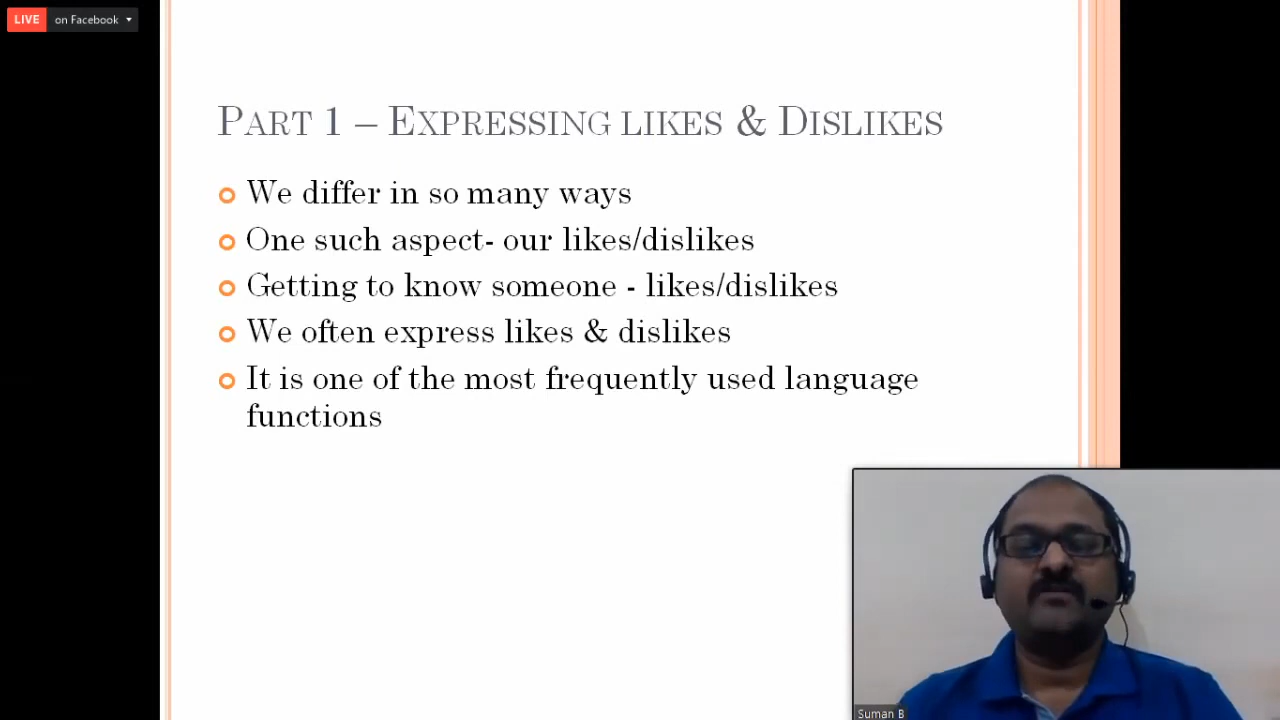 LIVE on Facebook
PART 1 – EXPRESSING LIKES & DISLIKES
We differ in so many ways
One such aspect- our likes/dislikes
Getting to know someone - likes/dislikes
We often express likes & dislikes
It is one of the most frequently used language
functions
Suman B